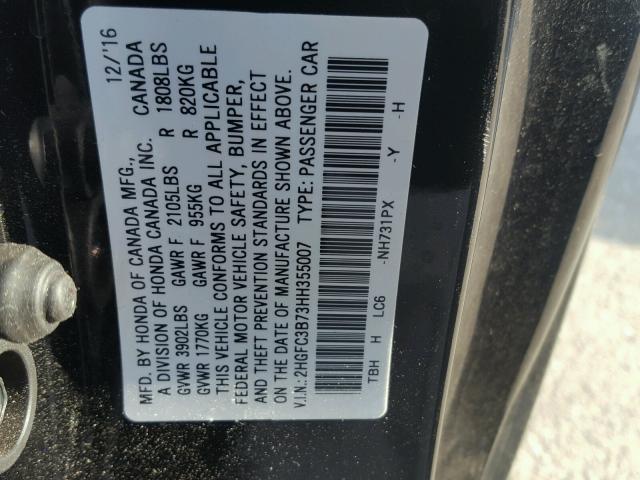 MFD. BY HONDA OF CANADA MFG., 12/'16
A DIVISION OF HONDA CANADA INC. CANADA
GVWR 3902LBS GAWR F 2105LBS R 1808LBS
GVWR 1770KG GAWR F 955KG R 820KG
THIS VEHICLE CONFORMS TO ALL APPLICABLE
FEDERAL MOTOR VEHICLE SAFETY, BUMPER,
AND THEFT PREVENTION STANDARDS IN EFFECT
ON THE DATE OF MANUFACTURE SHOWN ABOVE.
V.I.N.: 2HGFC3B73HH355007 TYPE: PASSENGER CAR
TBH H LC6 -NH731PX -Y -H